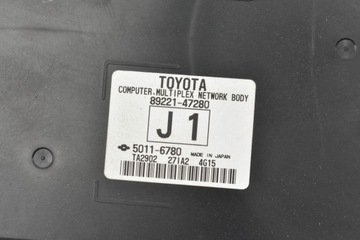 TOYOTA
COMPUTER.MULTIPLEX NETWORK BODY
89221-47280
J 1
5011-6780 MADE IN JAPAN
TA2902 271A2 4G15